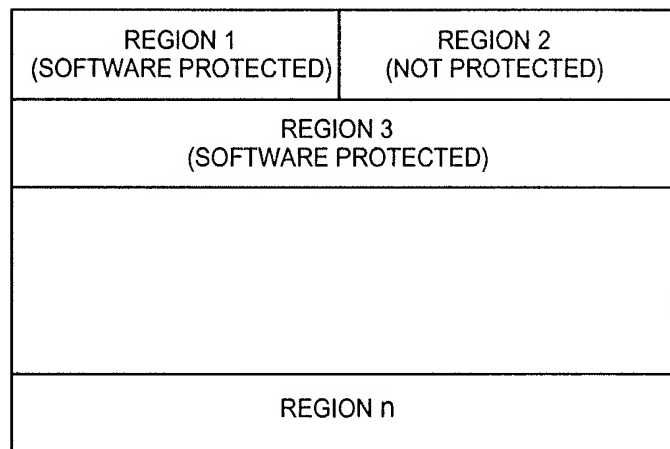 REGION 1
(SOFTWARE PROTECTED)
REGION 2
(NOT PROTECTED)
REGION 3
(SOFTWARE PROTECTED)
REGION n